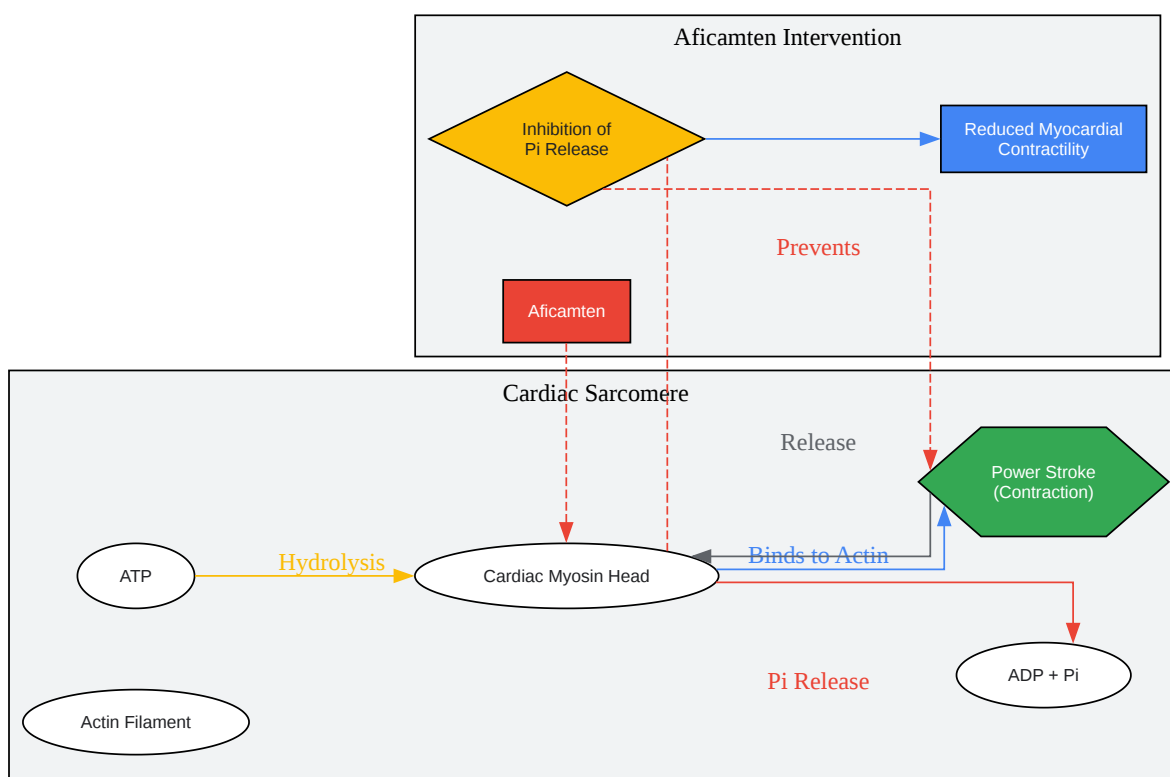 Aficamten Intervention
Inhibition of
Pi Release
Reduced Myocardial
Contractility
Prevents
Aficamten
Cardiac Sarcomere
Release
Power Stroke
(Contraction)
Hydrolysis
Binds to Actin
ATP
Cardiac Myosin Head
Pi Release
ADP + Pi
Actin Filament